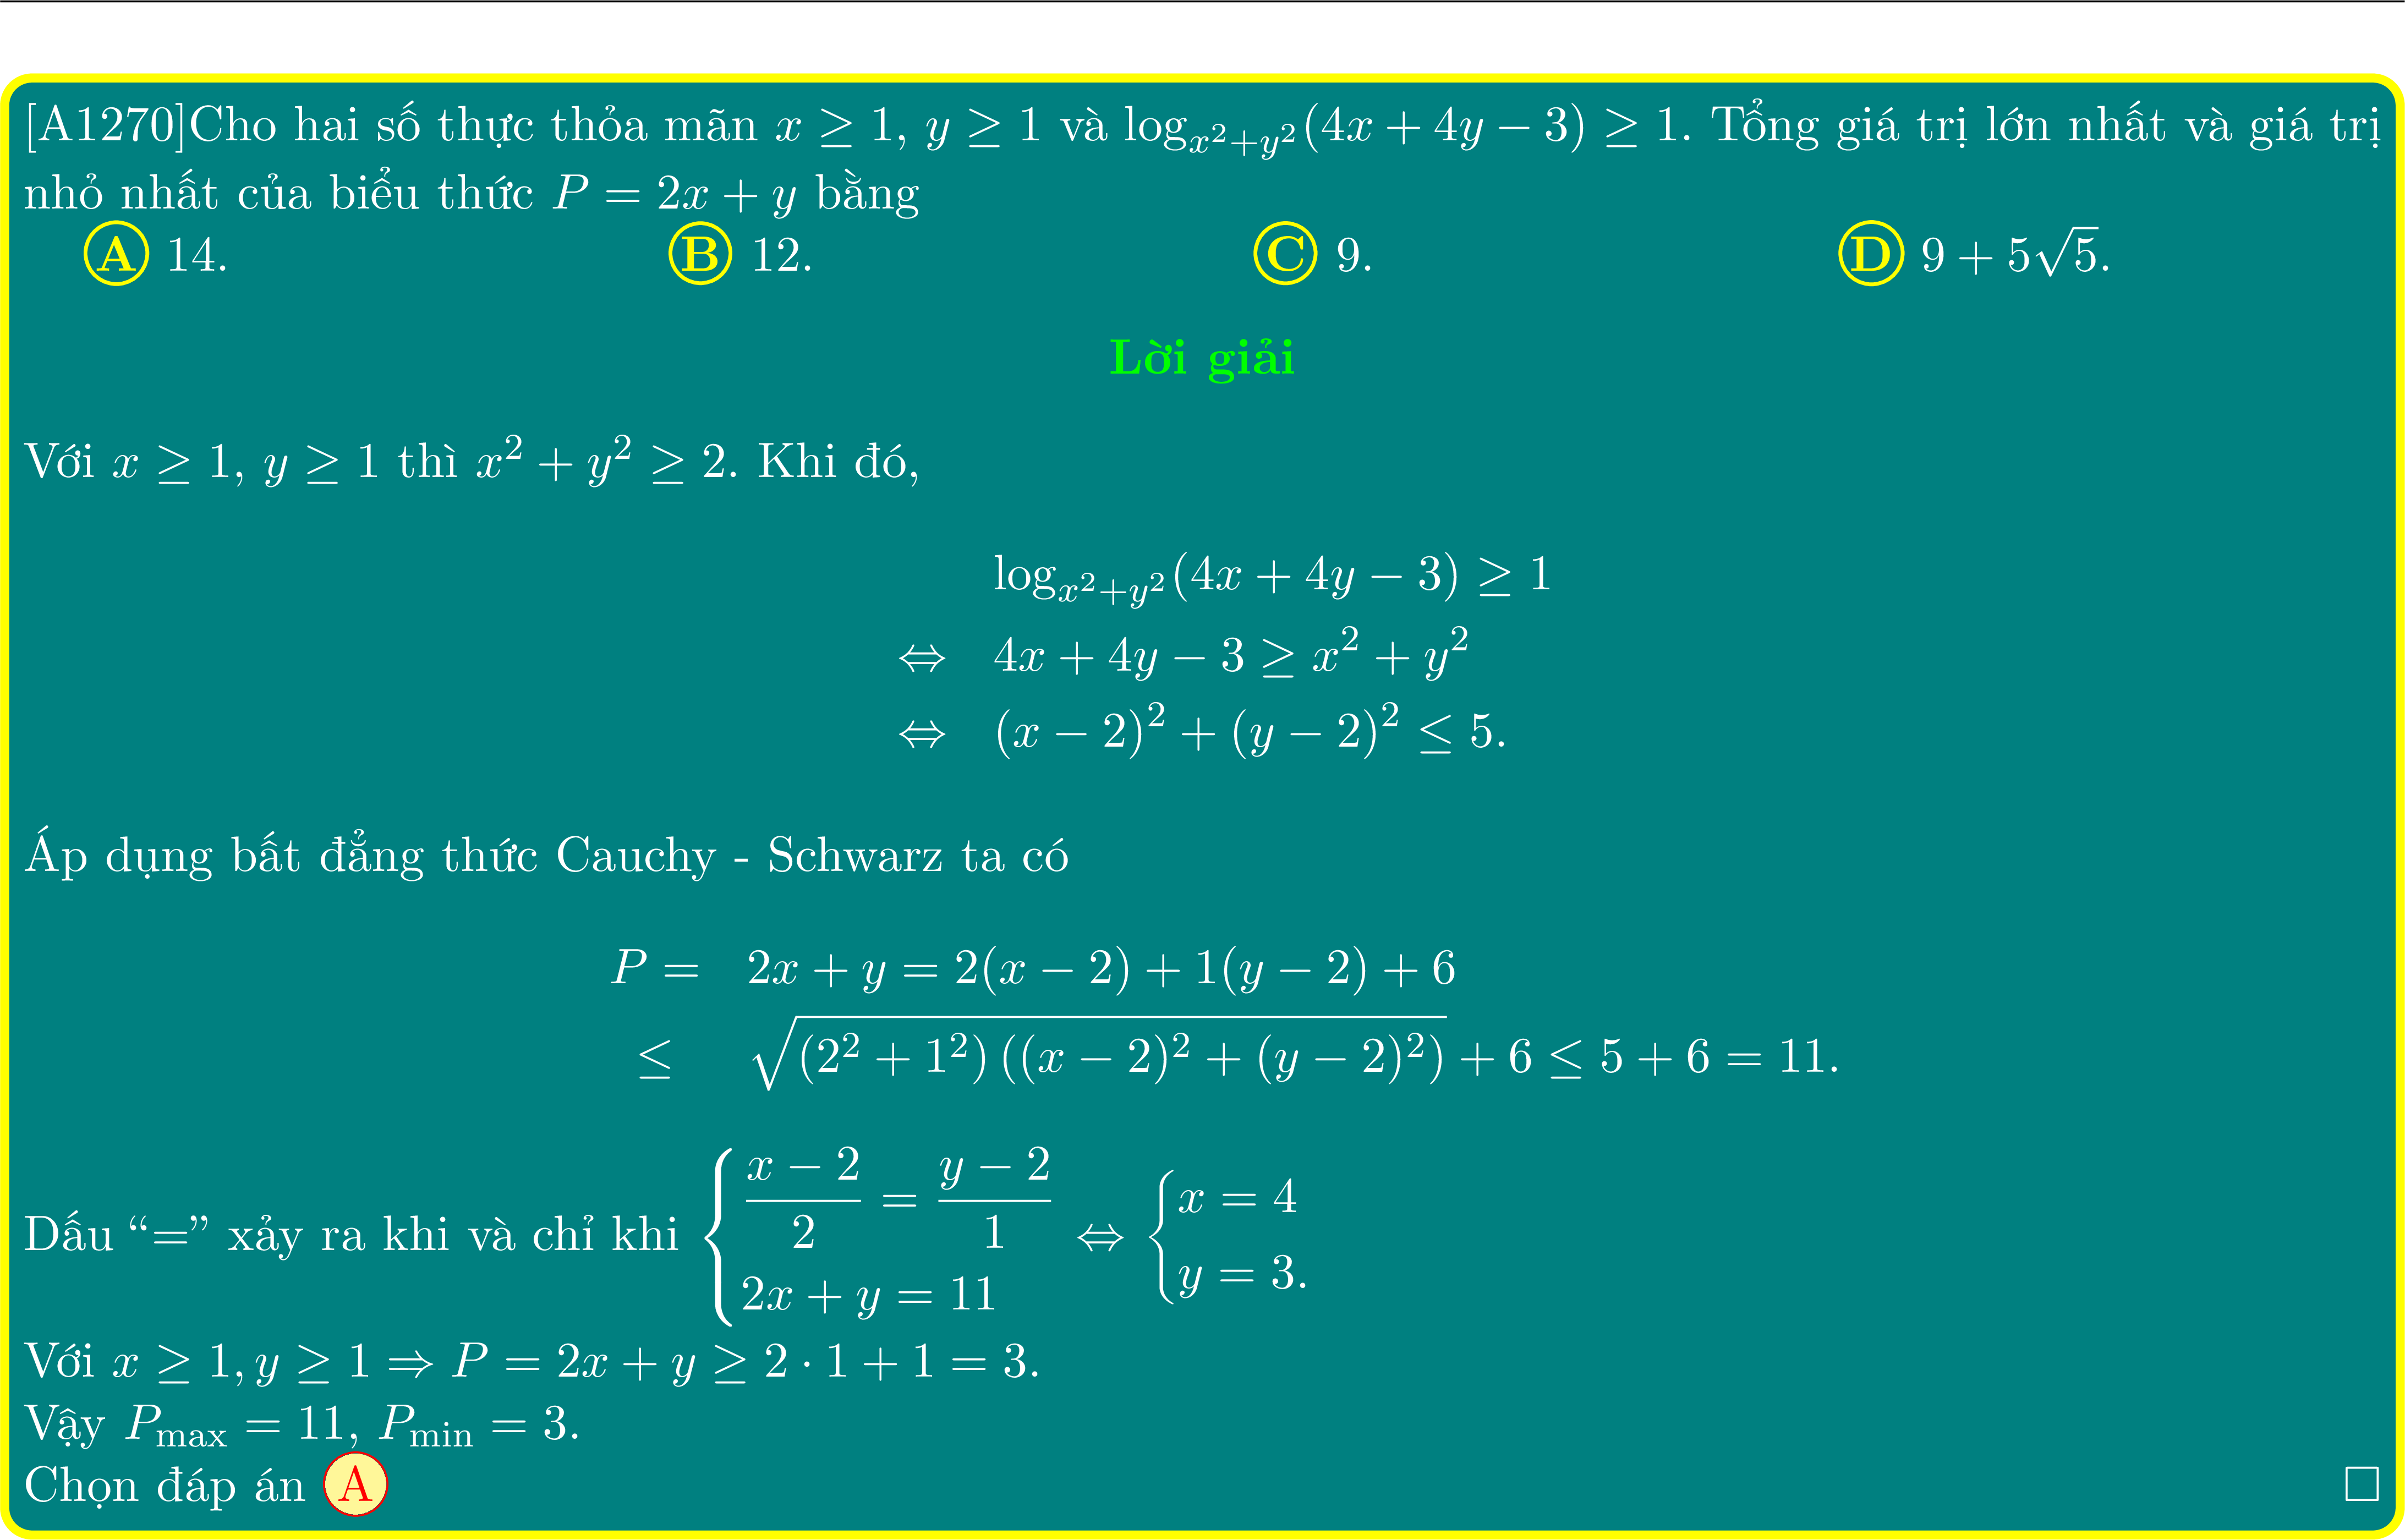 [A1270]Cho hai số thực thỏa mãn $x \geq 1$, $y \geq 1$ và $\log_{x^2+y^2}(4x + 4y - 3) \geq 1$. Tổng giá trị lớn nhất và giá trị
nhỏ nhất của biểu thức $P = 2x + y$ bằng
A 14. B 12. C 9. D $9 + 5\sqrt{5}$.
Lời giải
Với $x \geq 1$, $y \geq 1$ thì $x^2 + y^2 \geq 2$. Khi đó,
$\log_{x^2+y^2}(4x + 4y - 3) \geq 1$
$\Leftrightarrow 4x + 4y - 3 \geq x^2 + y^2$
$\Leftrightarrow (x - 2)^2 + (y - 2)^2 \leq 5.$
Áp dụng bất đẳng thức Cauchy - Schwarz ta có
$P = 2x + y = 2(x - 2) + 1(y - 2) + 6$
$\leq \sqrt{(2^2 + 1^2)((x - 2)^2 + (y - 2)^2)} + 6 \leq 5 + 6 = 11.$
Dấu “=” xảy ra khi và chỉ khi $\begin{cases} \dfrac{x - 2}{2} = \dfrac{y - 2}{1} \\ 2x + y = 11 \end{cases} \Leftrightarrow \begin{cases} x = 4 \\ y = 3. \end{cases}$
Với $x \geq 1, y \geq 1 \Rightarrow P = 2x + y \geq 2 \cdot 1 + 1 = 3.$
Vậy $P_{\max} = 11$, $P_{\min} = 3.$
Chọn đáp án A □